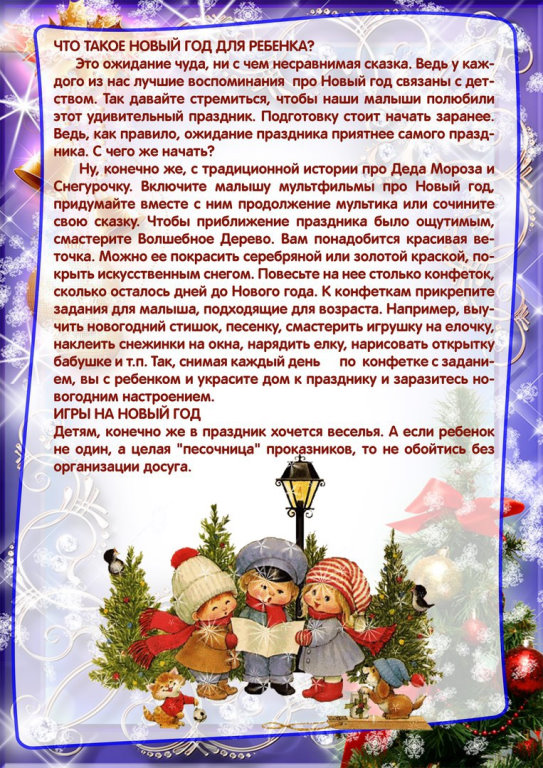 ЧТО ТАКОЕ НОВЫЙ ГОД ДЛЯ РЕБЕНКА?
Это ожидание чуда, ни с чем несравнимая сказка. Ведь у каж-
дого из нас лучшие воспоминания про Новый год связаны с дет-
ством. Так давайте стремиться, чтобы наши малыши полюбили
этот удивительный праздник. Подготовку стоит начать заранее.
Ведь, как правило, ожидание праздника приятнее самого празд-
ника. С чего же начать?
Ну, конечно же, с традиционной истории про Деда Мороза и
Снегурочку. Включите малышу мультфильмы про Новый год,
придумайте вместе с ним продолжение мультика или сочините
свою сказку. Чтобы приближение праздника было ощутимым,
смастерите Волшебное Дерево. Вам понадобится красивая ве-
точка. Можно ее покрасить серебряной или золотой краской, по-
крыть искусственным снегом. Повесьте на нее столько конфеток,
сколько осталось дней до Нового года. К конфеткам прикрепите
задания для малыша, подходящие для возраста. Например, выу-
чить новогодний стишок, песенку, смастерить игрушку на елочку,
наклеить снежинки на окна, нарядить елку, нарисовать открытку
бабушке и т.п. Так, снимая каждый день по конфетке с задани-
ем, вы с ребенком и украсите дом к празднику и заразитесь но-
вогодним настроением.
ИГРЫ НА НОВЫЙ ГОД
Детям, конечно же в праздник хочется веселья. А если ребенок
не один, а целая "песочница" проказников, то не обойтись без
организации досуга.